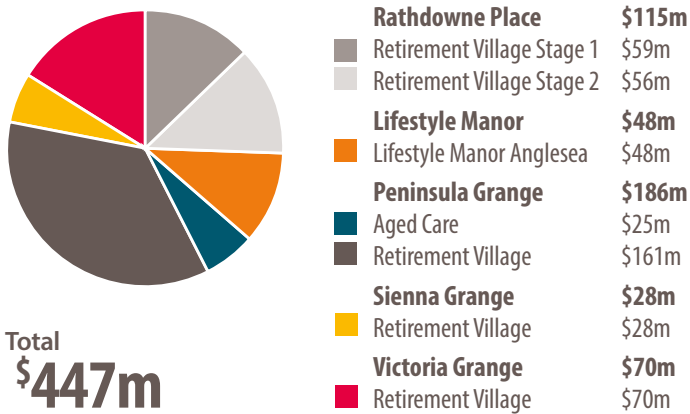 Rathdowne Place $115m
Retirement Village Stage 1 $59m
Retirement Village Stage 2 $56m
Lifestyle Manor $48m
Lifestyle Manor Anglesea $48m
Peninsula Grange $186m
Aged Care $25m
Retirement Village $161m
Sienna Grange $28m
Retirement Village $28m
Victoria Grange $70m
Retirement Village $70m
Total
$447m